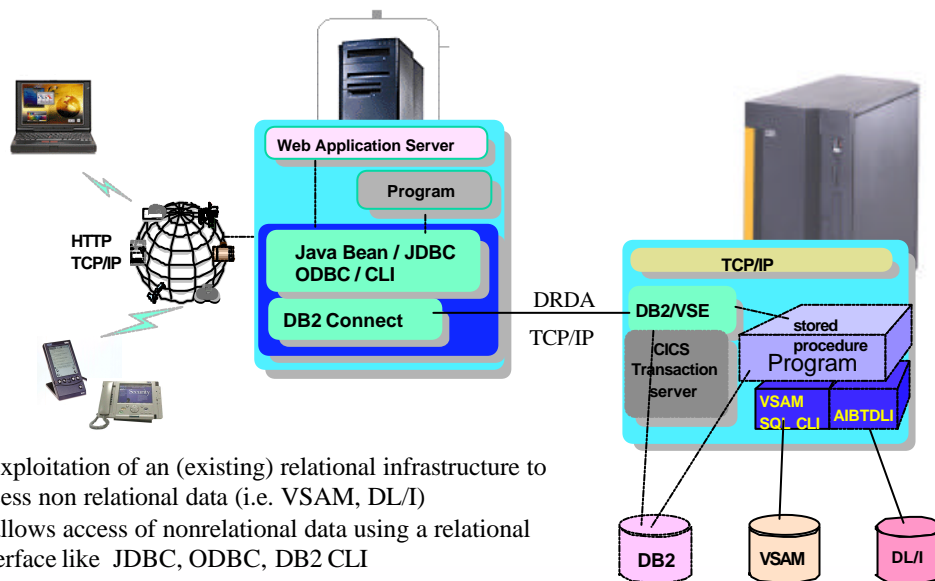 Web Application Server
Program
HTTP
TCP/IP
Java Bean / JDBC
ODBC / CLI
DB2 Connect
DRDA
TCP/IP
TCP/IP
DB2/VSE
CICS
Transaction
server
stored
procedure
Program
VSAM
SQL CLI
AIBTDLI
xploitation of an (existing) relational infrastructure to
ess non relational data (i.e. VSAM, DL/I)
llows access of nonrelational data using a relational
erface like JDBC, ODBC, DB2 CLI
DB2
VSAM
DL/I
Security